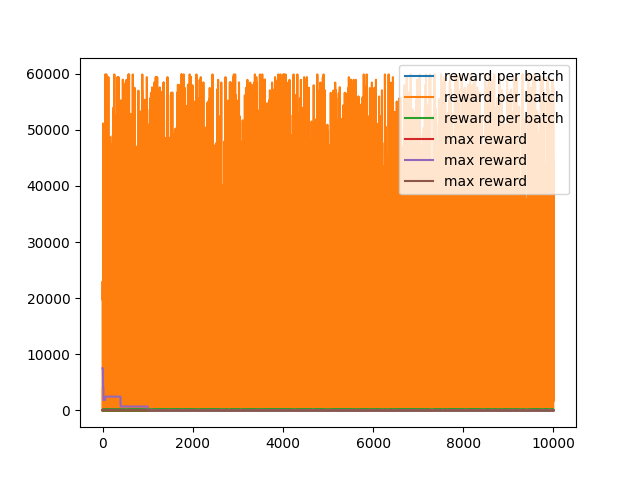 60000
50000
40000
30000
20000
10000
0
reward per batch
reward per batch
reward per batch
max reward
max reward
max reward
0 2000 4000 6000 8000 10000